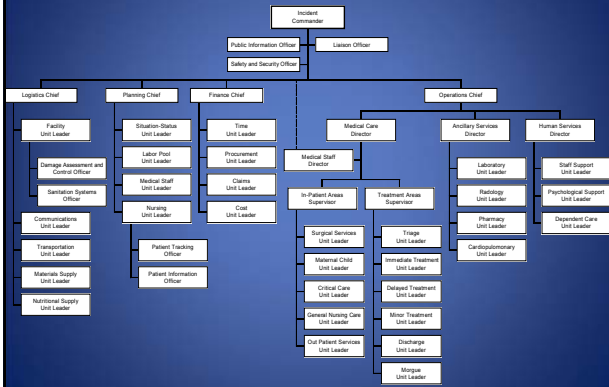 Incident
Commander
Public Information Officer
Liaison Officer
Safety and Security Officer
Logistics Chief
Planning Chief
Finance Chief
Operations Chief
Facility
Unit Leader
Damage Assessment and
Control Officer
Sanitation Systems
Officer
Communications
Unit Leader
Transportation
Unit Leader
Materials Supply
Unit Leader
Nutritional Supply
Unit Leader
Situation-Status
Unit Leader
Labor Pool
Unit Leader
Medical Staff
Unit Leader
Nursing
Unit Leader
Patient Tracking
Officer
Patient Information
Officer
Time
Unit Leader
Procurement
Unit Leader
Claims
Unit Leader
Cost
Unit Leader
Medical Care
Director
Medical Staff
Director
In-Patient Areas
Supervisor
Surgical Services
Unit Leader
Maternal Child
Unit Leader
Critical Care
Unit Leader
General Nursing Care
Unit Leader
Out Patient Services
Unit Leader
Treatment Areas
Supervisor
Triage
Unit Leader
Immediate Treatment
Unit Leader
Delayed Treatment
Unit Leader
Minor Treatment
Unit Leader
Discharge
Unit Leader
Morgue
Unit Leader
Ancillary Services
Director
Laboratory
Unit Leader
Radology
Unit Leader
Pharmacy
Unit Leader
Cardiopulomonary
Unit Leader
Human Services
Director
Staff Support
Unit Leader
Psychological Support
Unit Leader
Dependent Care
Unit Leader